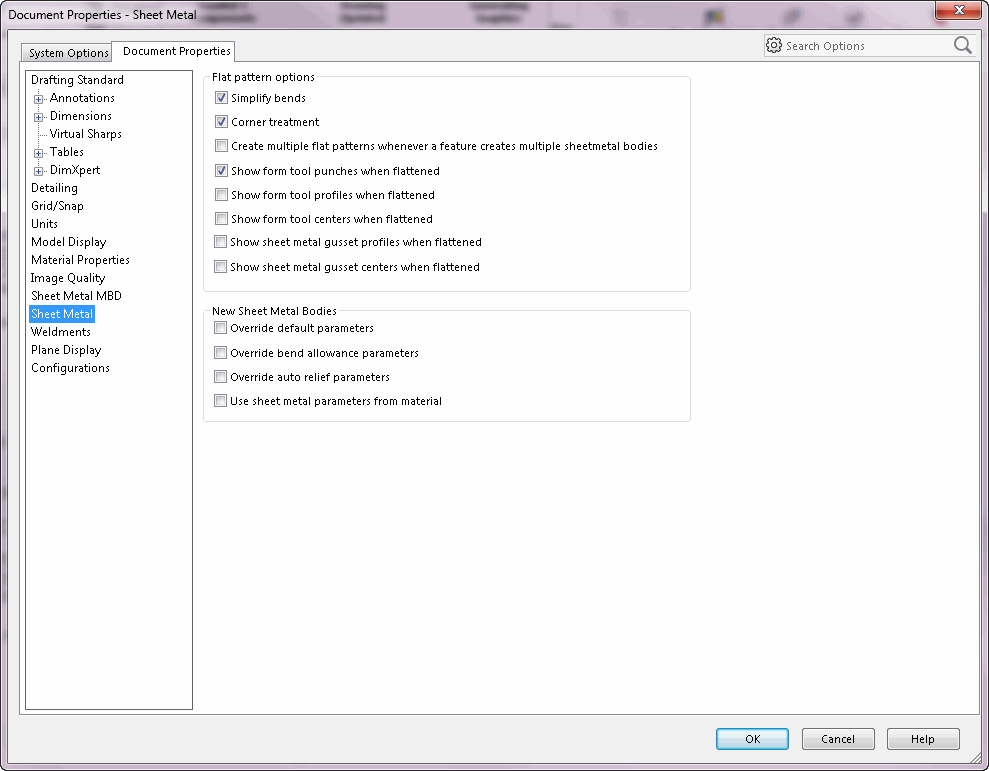 Document Properties - Sheet Metal
System Options
Document Properties
Search Options
Drafting Standard
Annotations
Dimensions
Virtual Sharps
Tables
DimXpert
Detailing
Grid/Snap
Units
Model Display
Material Properties
Image Quality
Sheet Metal MBD
Sheet Metal
Weldments
Plane Display
Configurations
Flat pattern options
Simplify bends
Corner treatment
Create multiple flat patterns whenever a feature creates multiple sheetmetal bodies
Show form tool punches when flattened
Show form tool profiles when flattened
Show form tool centers when flattened
Show sheet metal gusset profiles when flattened
Show sheet metal gusset centers when flattened
New Sheet Metal Bodies
Override default parameters
Override bend allowance parameters
Override auto relief parameters
Use sheet metal parameters from material
OK
Cancel
Help